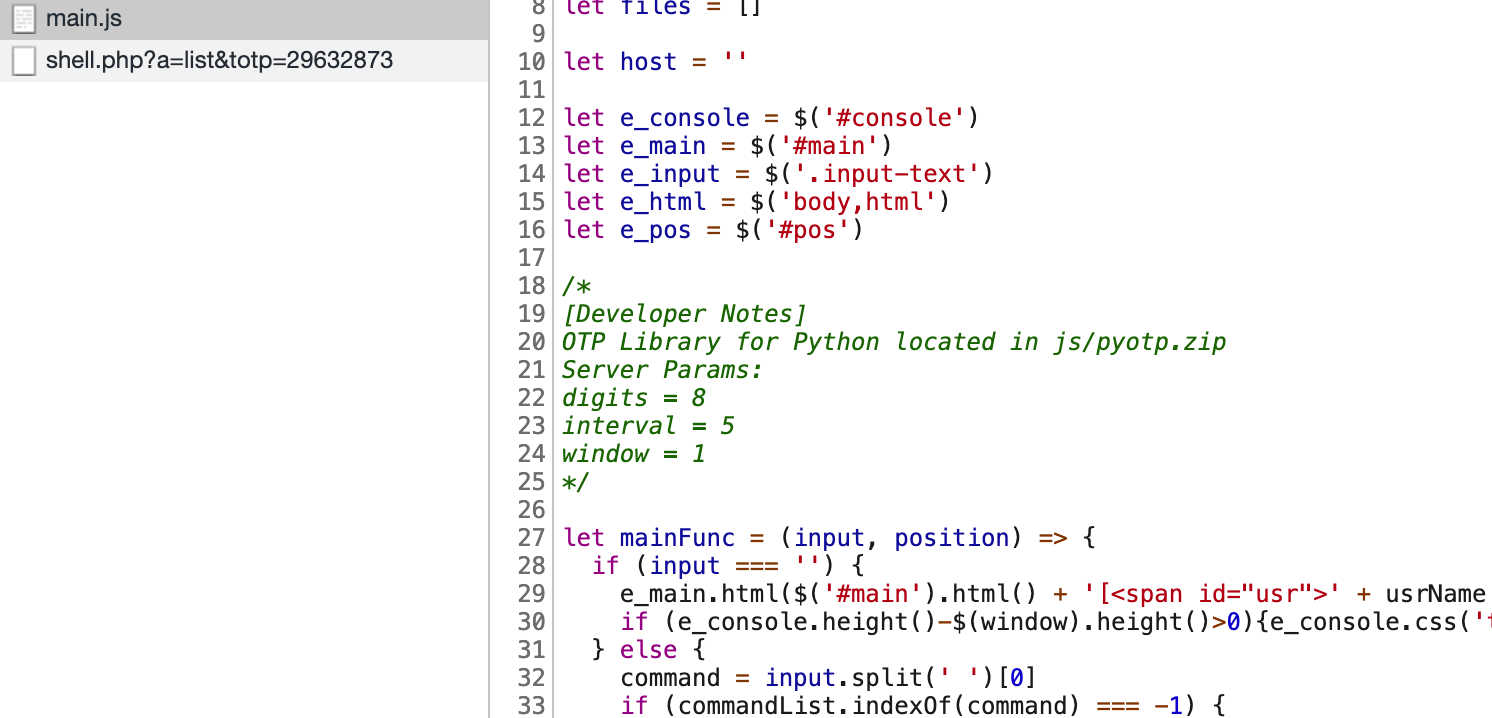 main.js
shell.php?a=list&totp=29632873
8 let files = []
9
10 let host = ''
11
12 let e_console = $('#console')
13 let e_main = $('#main')
14 let e_input = $('.input-text')
15 let e_html = $('body,html')
16 let e_pos = $('#pos')
17
18 /*
19 [Developer Notes]
20 OTP Library for Python located in js/pyotp.zip
21 Server Params:
22 digits = 8
23 interval = 5
24 window = 1
25 */
26
27 let mainFunc = (input, position) => {
28   if (input === '') {
29     e_main.html($('#main').html() + '[<span id="usr">' + usrName
30     if (e_console.height()-$(window).height()>0){e_console.css('t
31   } else {
32     command = input.split(' ')[0]
33     if (commandList.indexOf(command) === -1) {